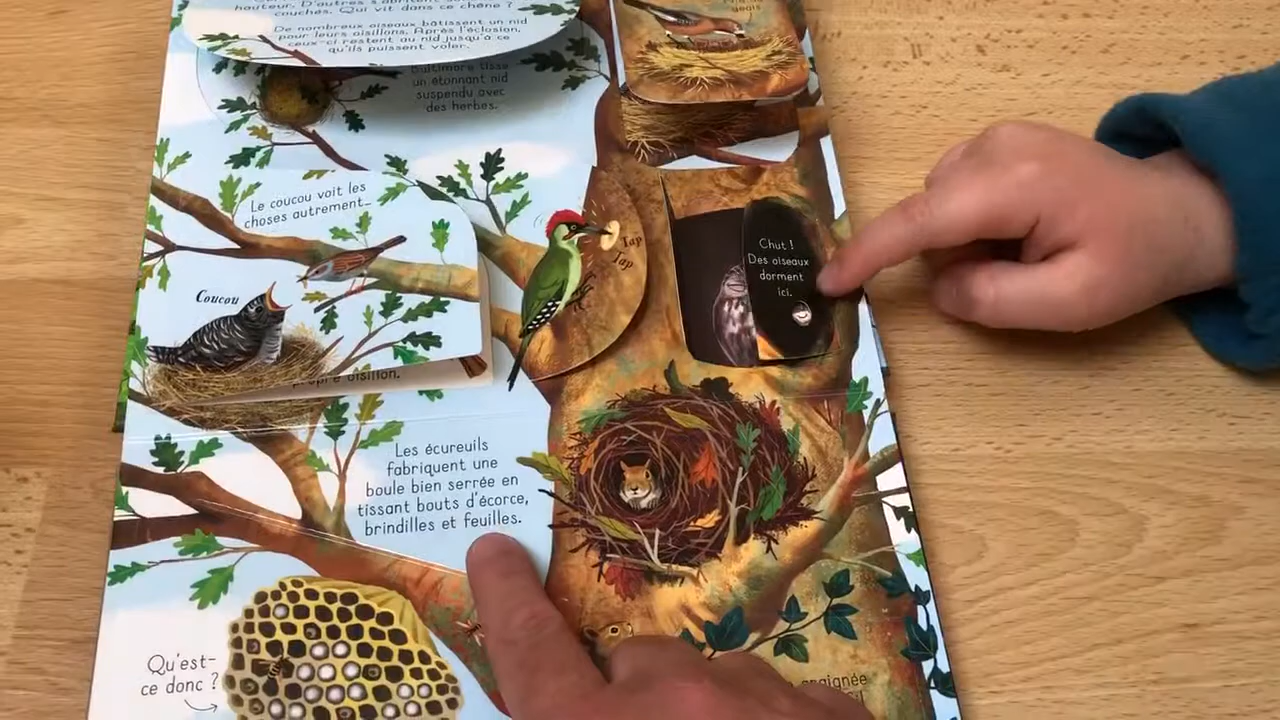 hauteur. D'autres s'abritent
couchés. Qui vit dans ce chêne ?
De nombreux oiseaux bâtissent un nid
pour leurs oisillons. Après l'éclosion,
ceux-ci restent au nid jusqu'à ce
qu'ils puissent voler.
Baltimore tisse
un étonnant nid
suspendu avec
des herbes.
Le coucou voit les
choses autrement...
Coucou
propre oisillon.
Tap
Tap
Chut !
Des oiseaux
dorment
ici.
Les écureuils
fabriquent une
boule bien serrée en
tissant bouts d'écorce,
brindilles et feuilles.
Qu'est-
ce donc ?